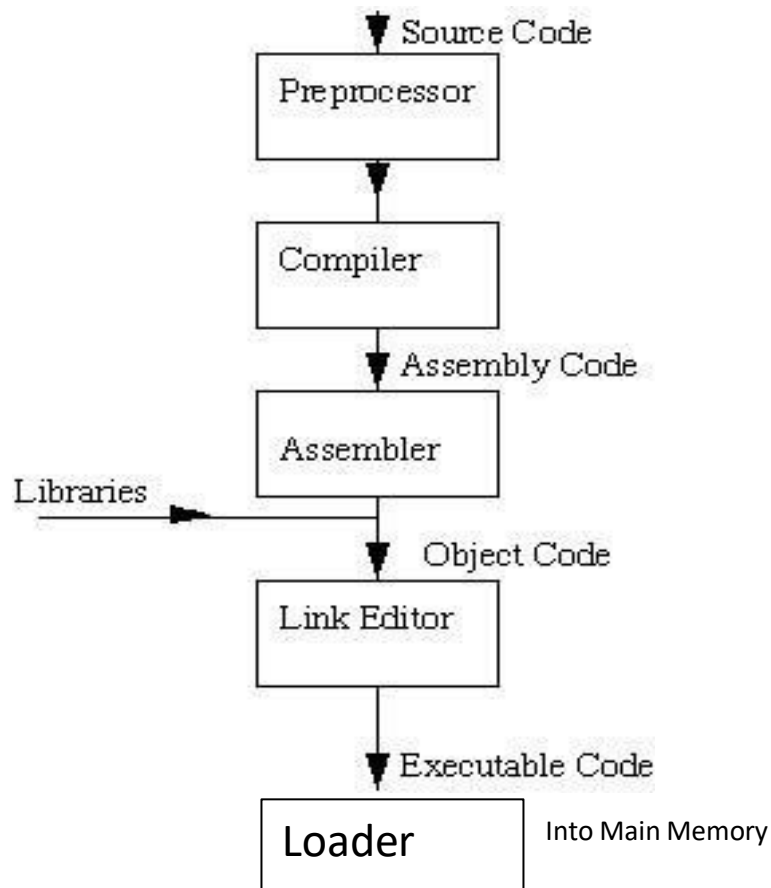 Source Code
Preprocessor
Compiler
Assembly Code
Assembler
Libraries
Object Code
Link Editor
Executable Code
Loader
Into Main Memory